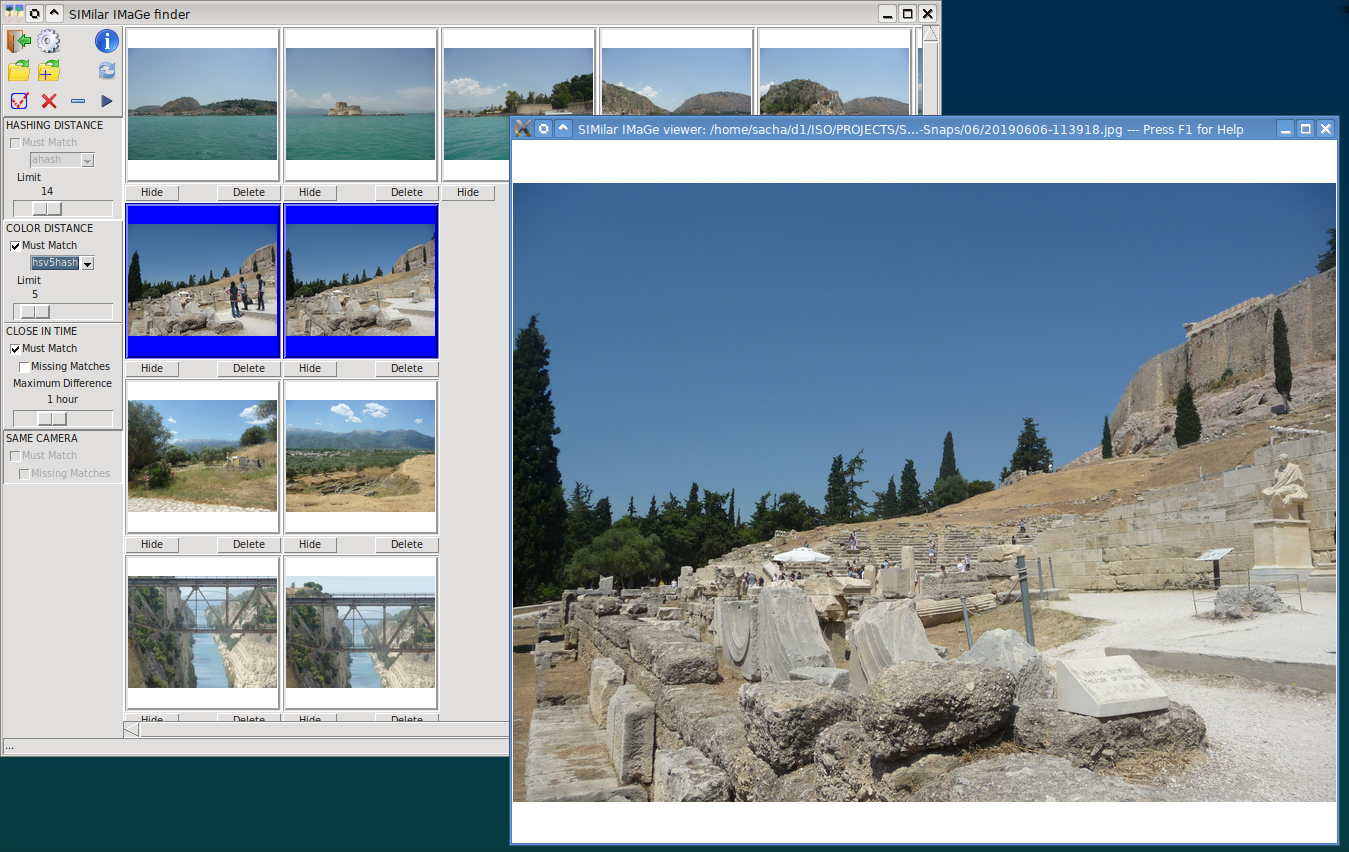 SIMilar IMaGe finder
HASHING DISTANCE
Must Match
ahash
Limit
14
COLOR DISTANCE
Must Match
hsv5hash
Limit
5
CLOSE IN TIME
Must Match
Missing Matches
Maximum Difference
1 hour
SAME CAMERA
Must Match
Missing Matches
...
Hide Delete Hide Delete Hide
Hide Delete Hide Delete
Hide Delete Hide Delete
Hide Delete Hide Delete
SIMilar IMaGe viewer: /home/sacha/d1/ISO/PROJECTS/S...-Snaps/06/20190606-113918.jpg --- Press F1 for Help